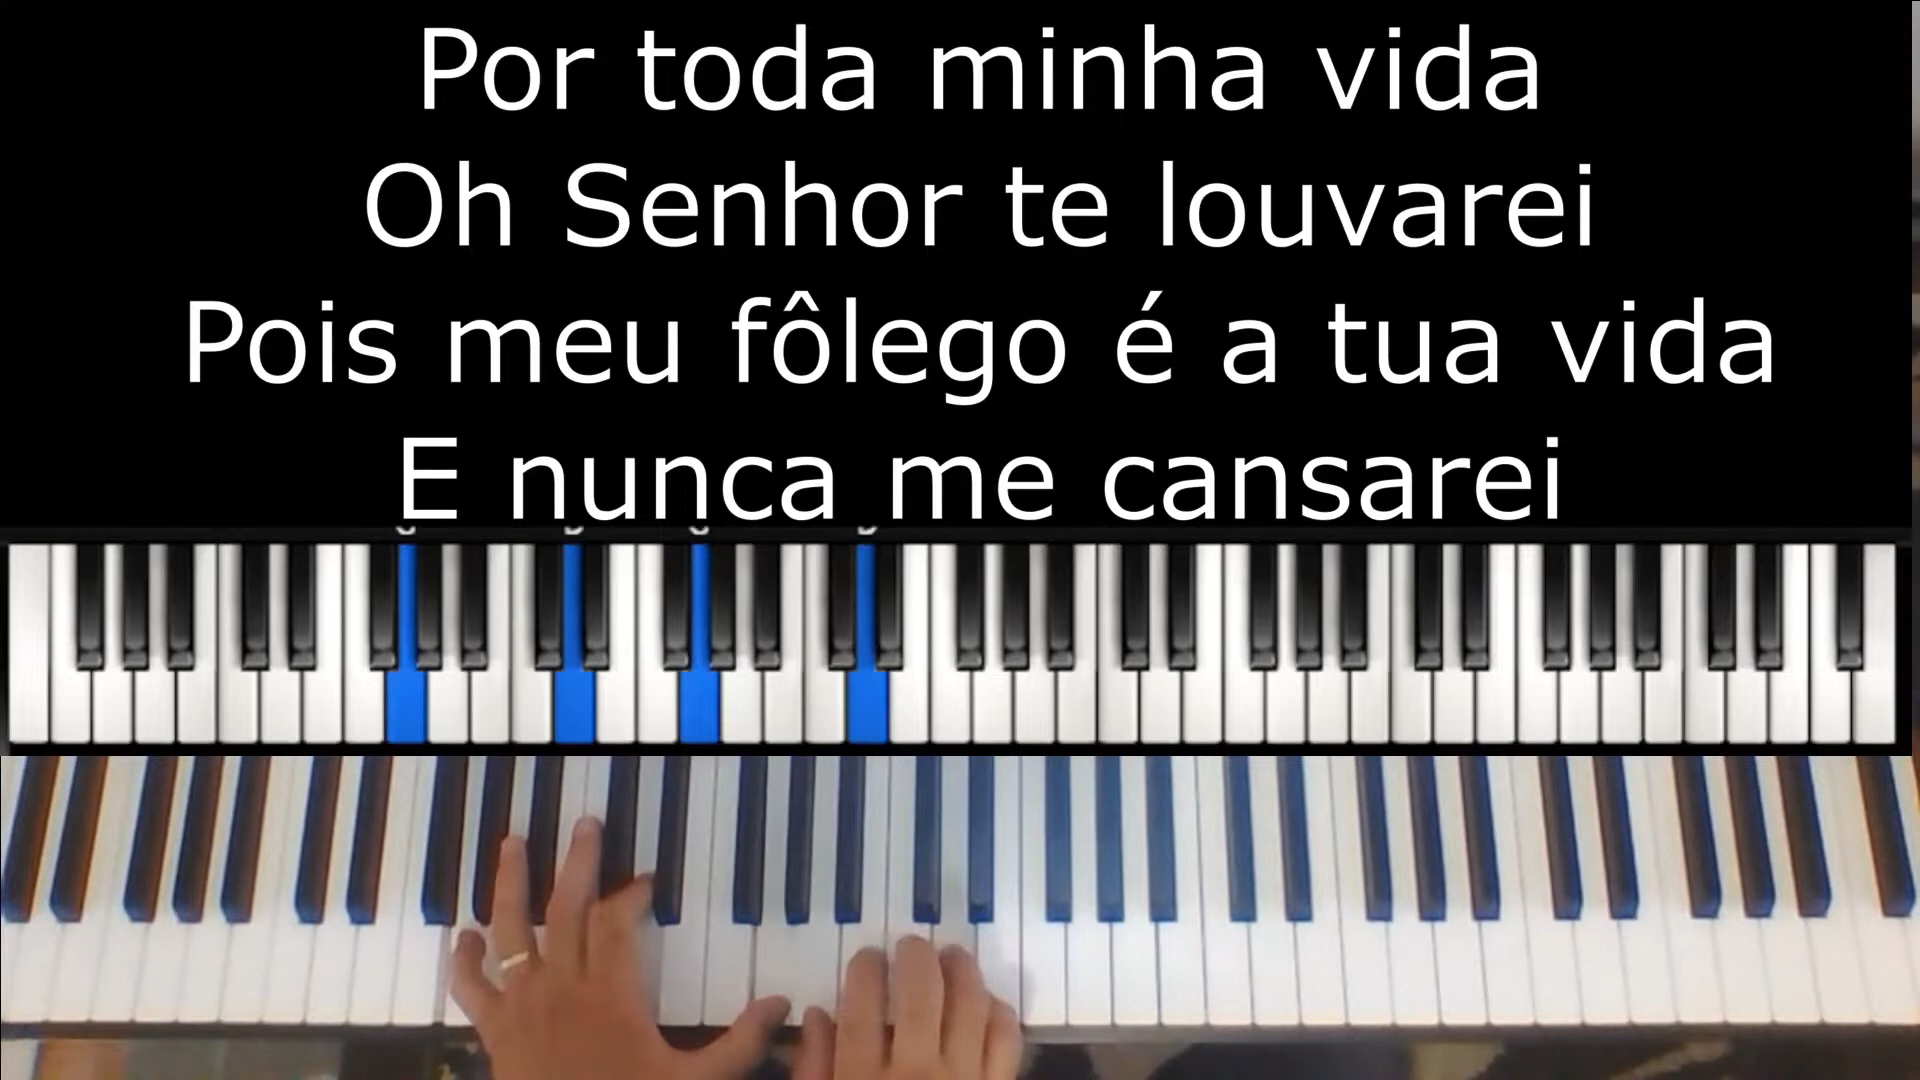 Por toda minha vida
Oh Senhor te louvarei
Pois meu fôlego é a tua vida
E nunca me cansarei